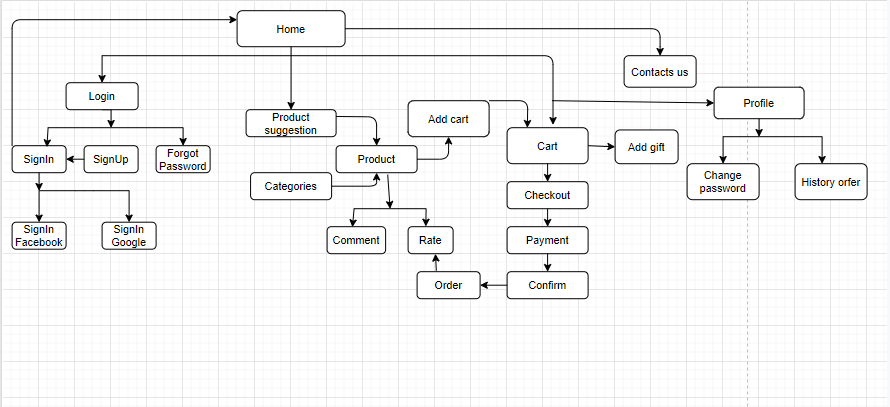 Home
Contacts us
Login
Profile
Product
suggestion
Add cart
Cart
Add gift
SignIn
SignUp
Forgot
Password
Product
Categories
Change
password
History orfer
Checkout
SignIn
Facebook
SignIn
Google
Comment
Rate
Payment
Order
Confirm